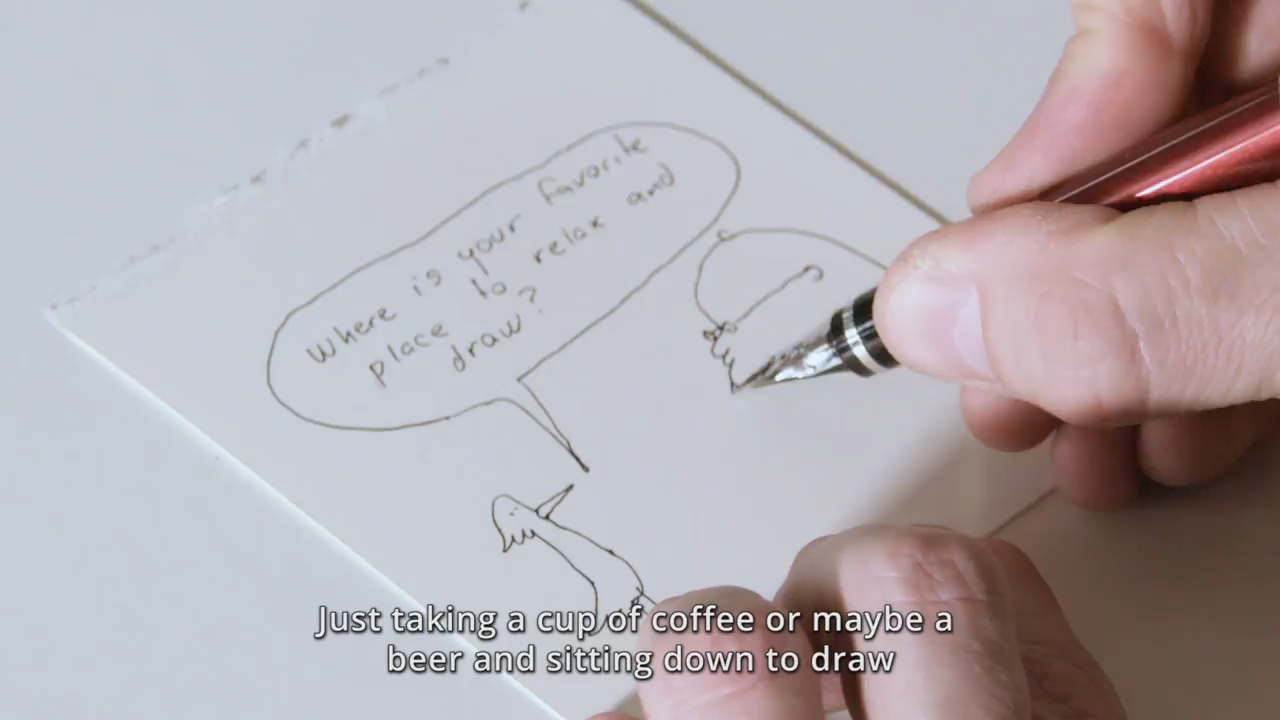 Where is your favorite
place to relax and
draw?
Just taking a cup of coffee or maybe a
beer and sitting down to draw